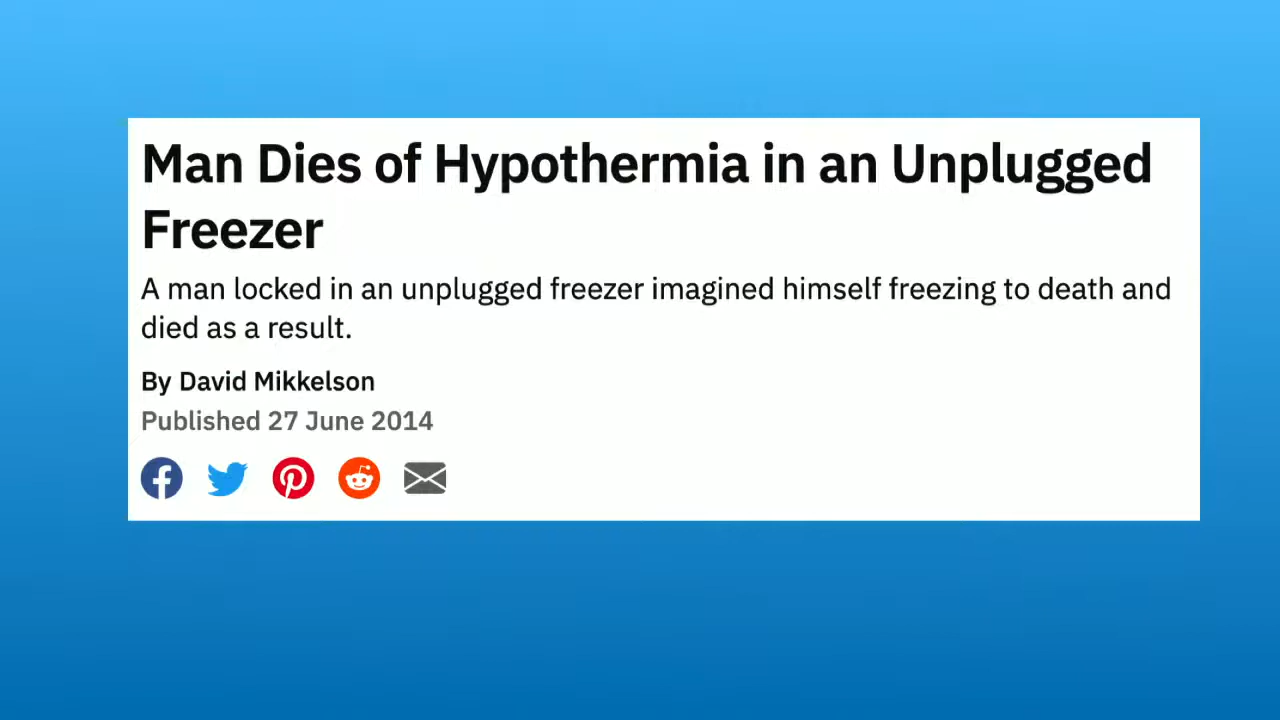 Man Dies of Hypothermia in an Unplugged
Freezer
A man locked in an unplugged freezer imagined himself freezing to death and
died as a result.
By David Mikkelson
Published 27 June 2014